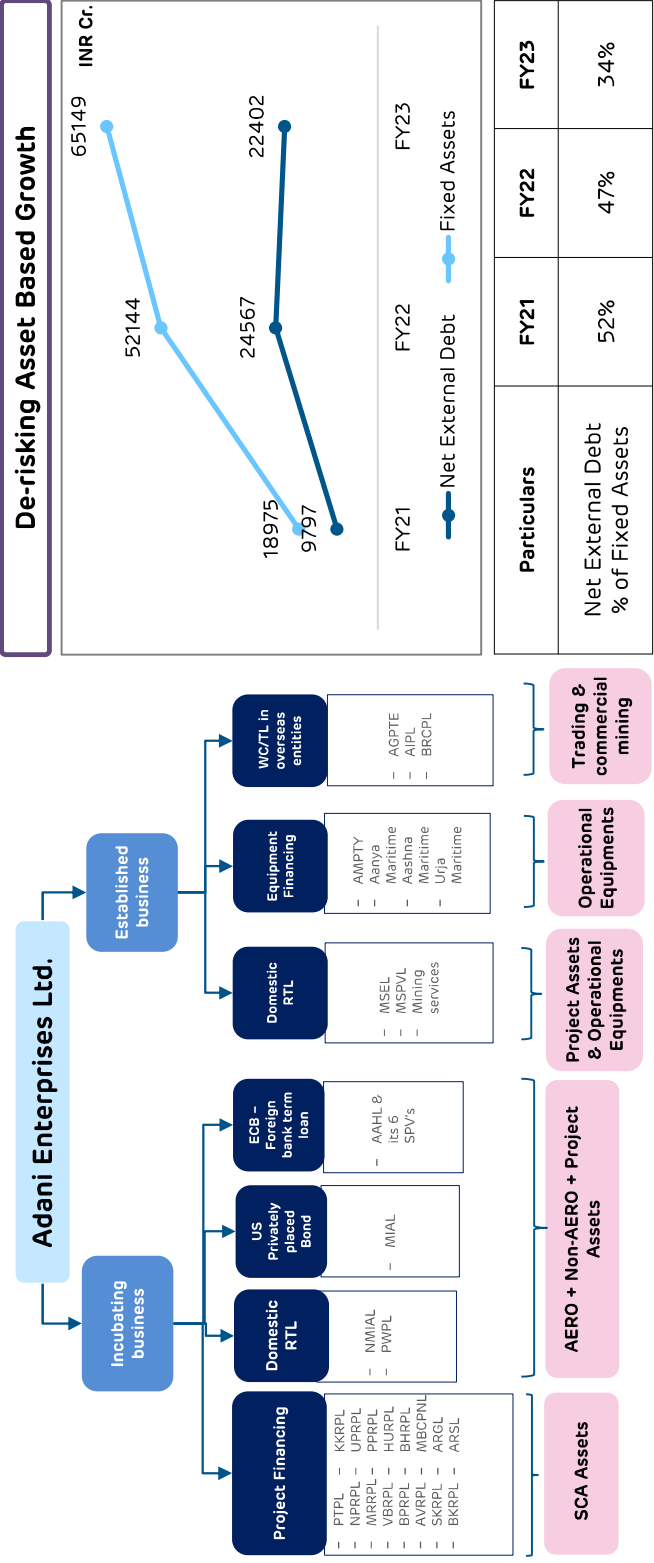 Adani Enterprises Ltd.
Incubating
business
Established
business
Project Financing
Domestic
RTL
US
Privately
placed
Bond
ECB –
Foreign
bank term
loan
Domestic
RTL
Equipment
Financing
WC/TL in
overseas
entities
– PTPL – KKRPL
– NPRPL – UPRPL
– MRRPL – PPRPL
– VBRPL – HURPL
– BPRPL – BHRPL
– AVRPL – MBCPNL
– SKRPL – ARGL
– BKRPL – ARSL
– NMIAL
– PWPL
– MIAL
– AAHL &
its 6
SPV's
– MSEL
– MSPVL
– Mining
services
– AMPTY
– Aanya
Maritime
– Aashna
Maritime
– Urja
Maritime
– AGPTE
– AIPL
– BRCPL
SCA Assets
AERO + Non-AERO + Project
Assets
Project Assets
& Operational
Equipments
Operational
Equipments
Trading &
commercial
mining
De-risking Asset Based Growth
INR Cr.
65149
52144
18975
22402
24567
9797
FY21 FY22 FY23
Net External Debt Fixed Assets
Particulars FY21 FY22 FY23
Net External Debt
% of Fixed Assets 52% 47% 34%